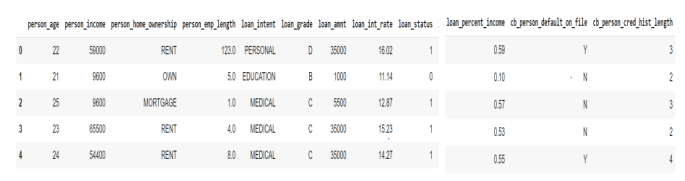 person_age person_income person_home_ownership person_emp_length loan_intent loan_grade loan_amnt loan_int_rate loan_status loan_percent_income cb_person_default_on_file cb_person_cred_hist_length
0 22 59000 RENT 123.0 PERSONAL D 35000 16.02 1 0.59 Y 3
1 21 9600 OWN 5.0 EDUCATION B 1000 11.14 0 0.10 N 2
2 25 9600 MORTGAGE 1.0 MEDICAL C 5500 12.87 1 0.57 N 3
3 23 65500 RENT 4.0 MEDICAL C 35000 15.23 1 0.53 N 2
4 24 54400 RENT 8.0 MEDICAL C 35000 14.27 1 0.55 Y 4